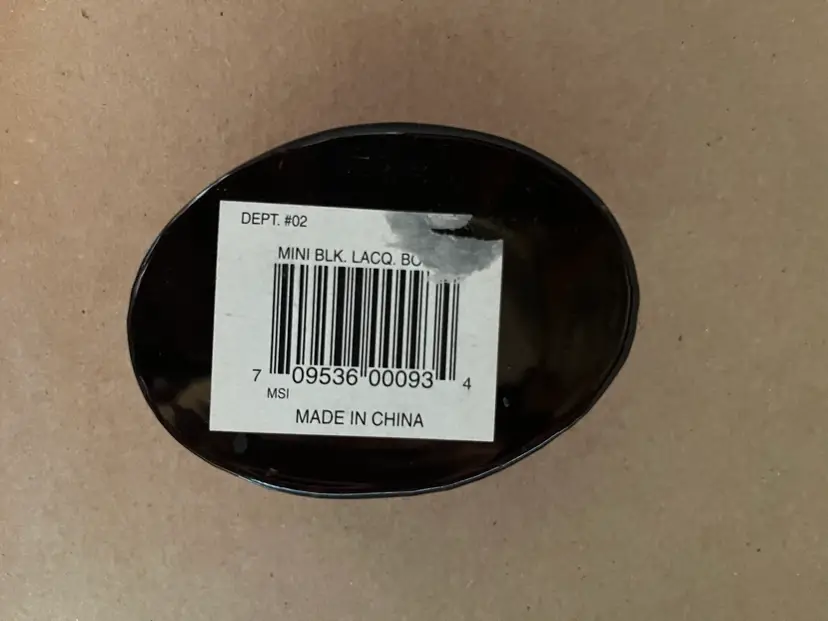 DEPT. #02
MINI BLK. LACQ.
7 09536 00093 4
MSI
MADE IN CHINA